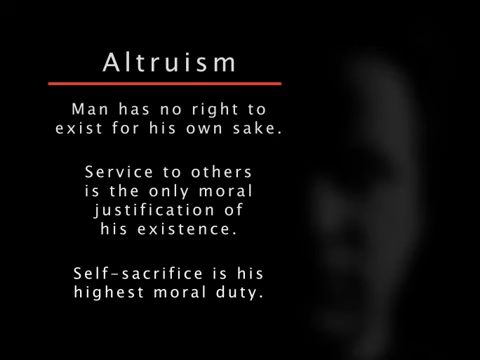 Altruism
Man has no right to
exist for his own sake.
Service to others
is the only moral
justification of
his existence.
Self-sacrifice is his
highest moral duty.